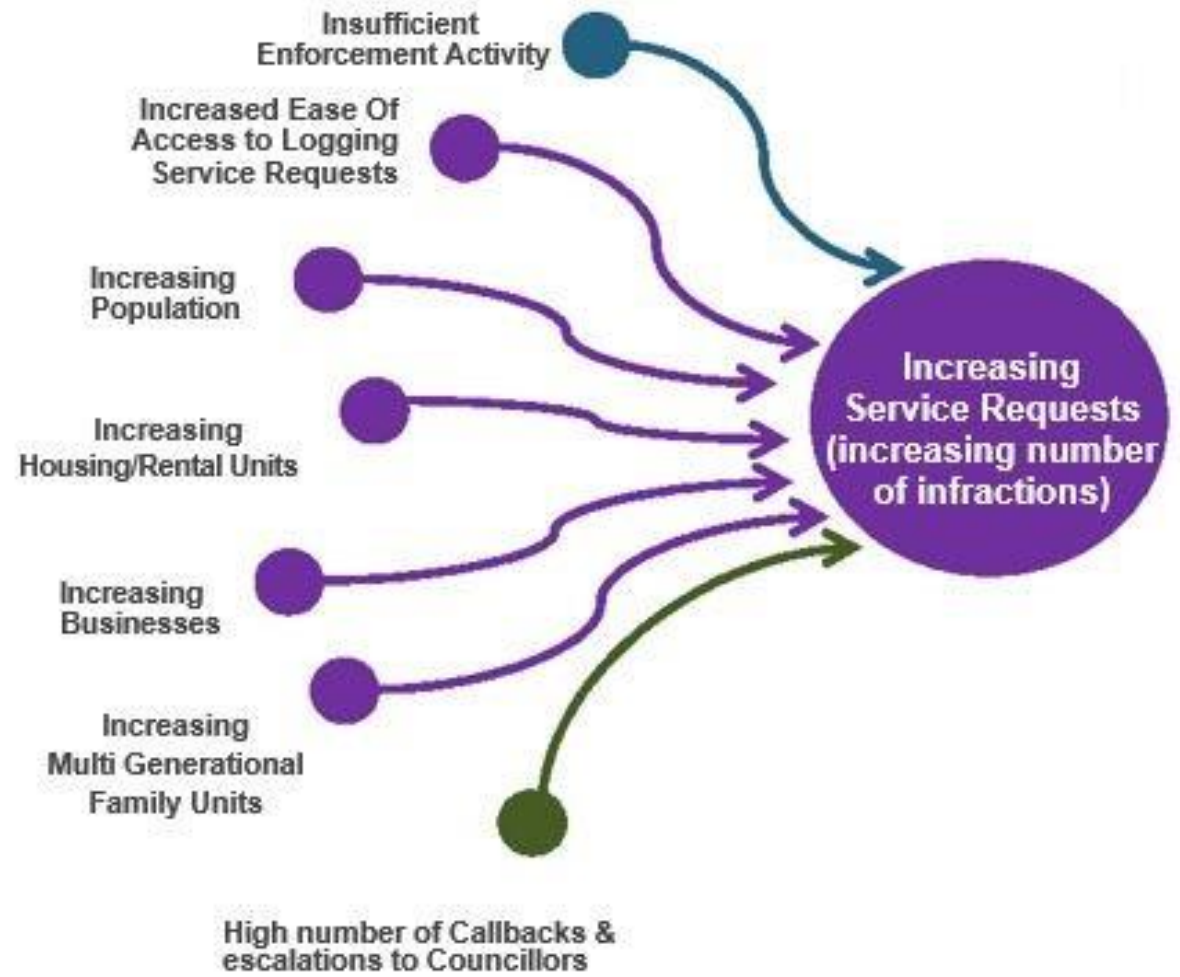 Insufficient
Enforcement Activity
Increased Ease Of
Access to Logging
Service Requests
Increasing
Population
Increasing
Housing/Rental Units
Increasing
Businesses
Increasing
Multi Generational
Family Units
High number of Callbacks &
escalations to Councillors
Increasing
Service Requests
(increasing number
of infractions)